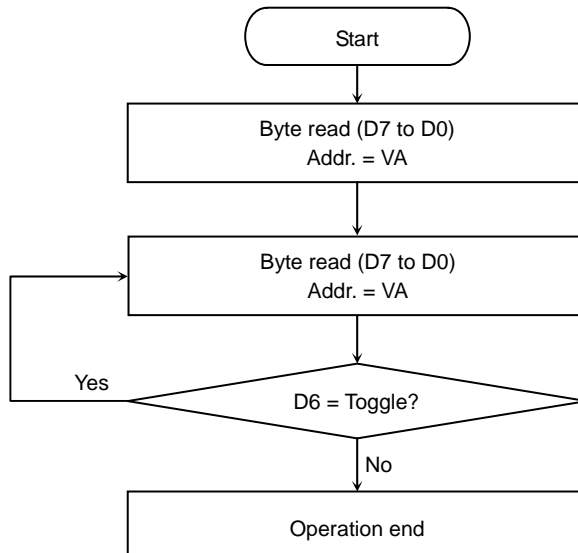 Start
Byte read (D7 to D0)
Addr. = VA
Byte read (D7 to D0)
Addr. = VA
Yes
D6 = Toggle?
No
Operation end